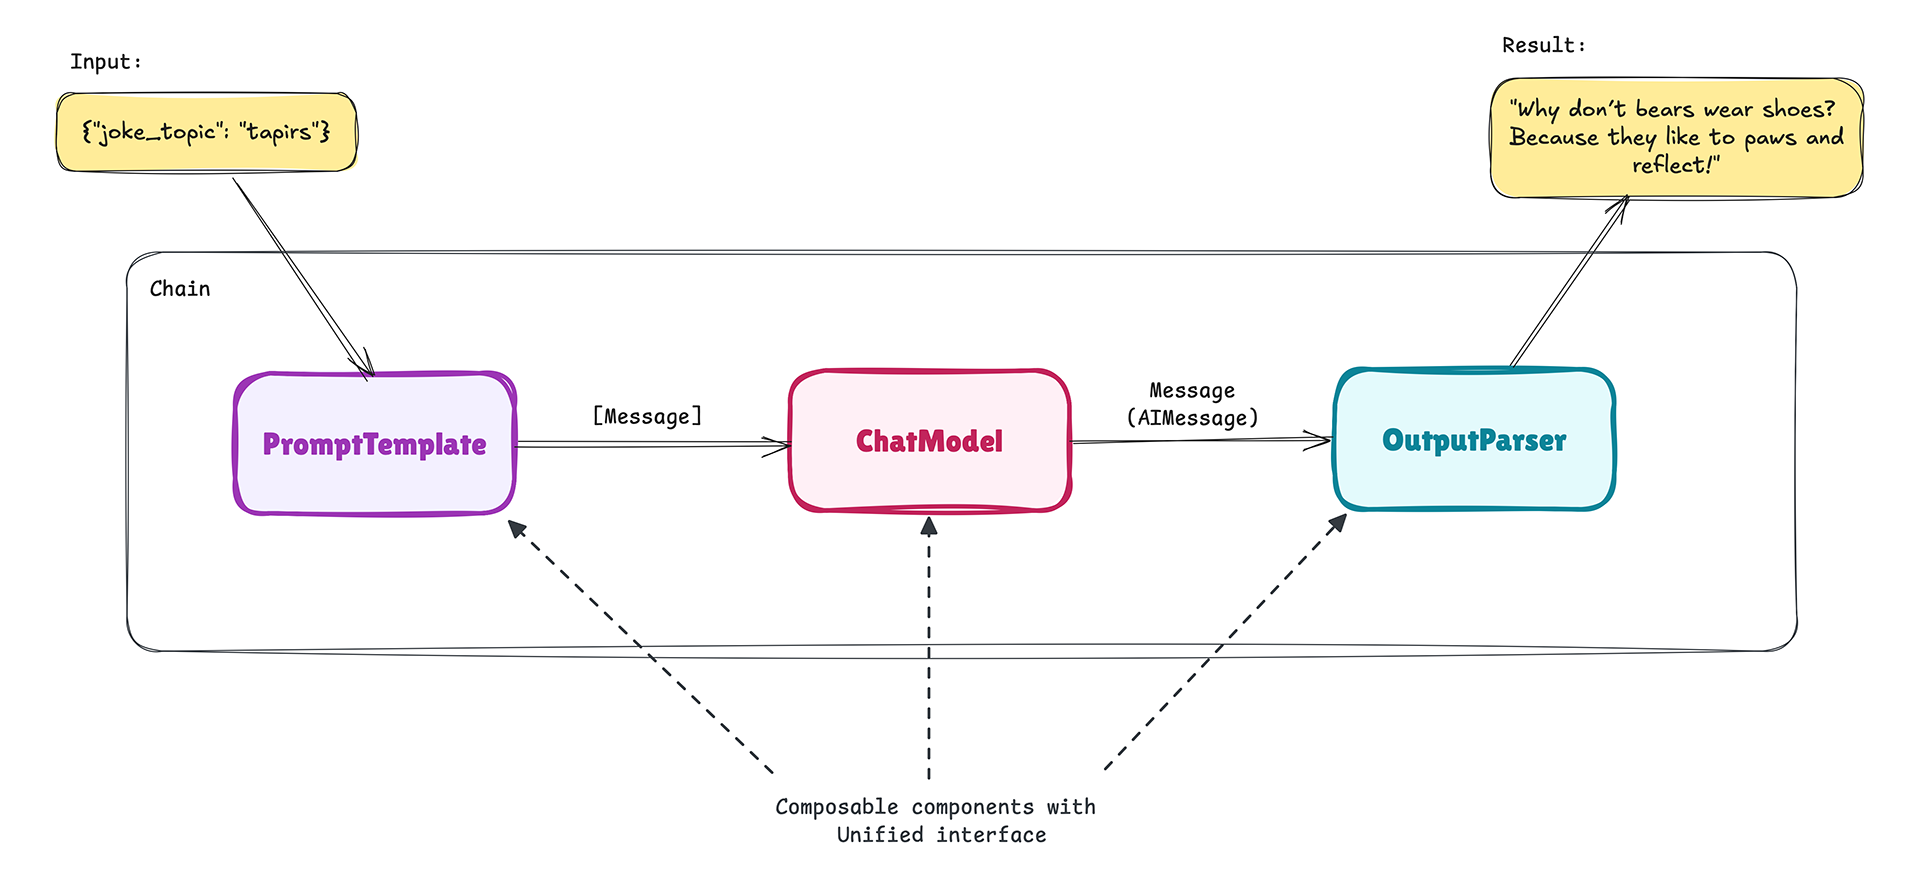 Input:
{"joke_topic": "tapirs"}
Result:
"Why don't bears wear shoes?
Because they like to paws and
reflect!"
Chain
PromptTemplate
[Message]
ChatModel
Message
(AIMessage)
OutputParser
Composable components with
Unified interface